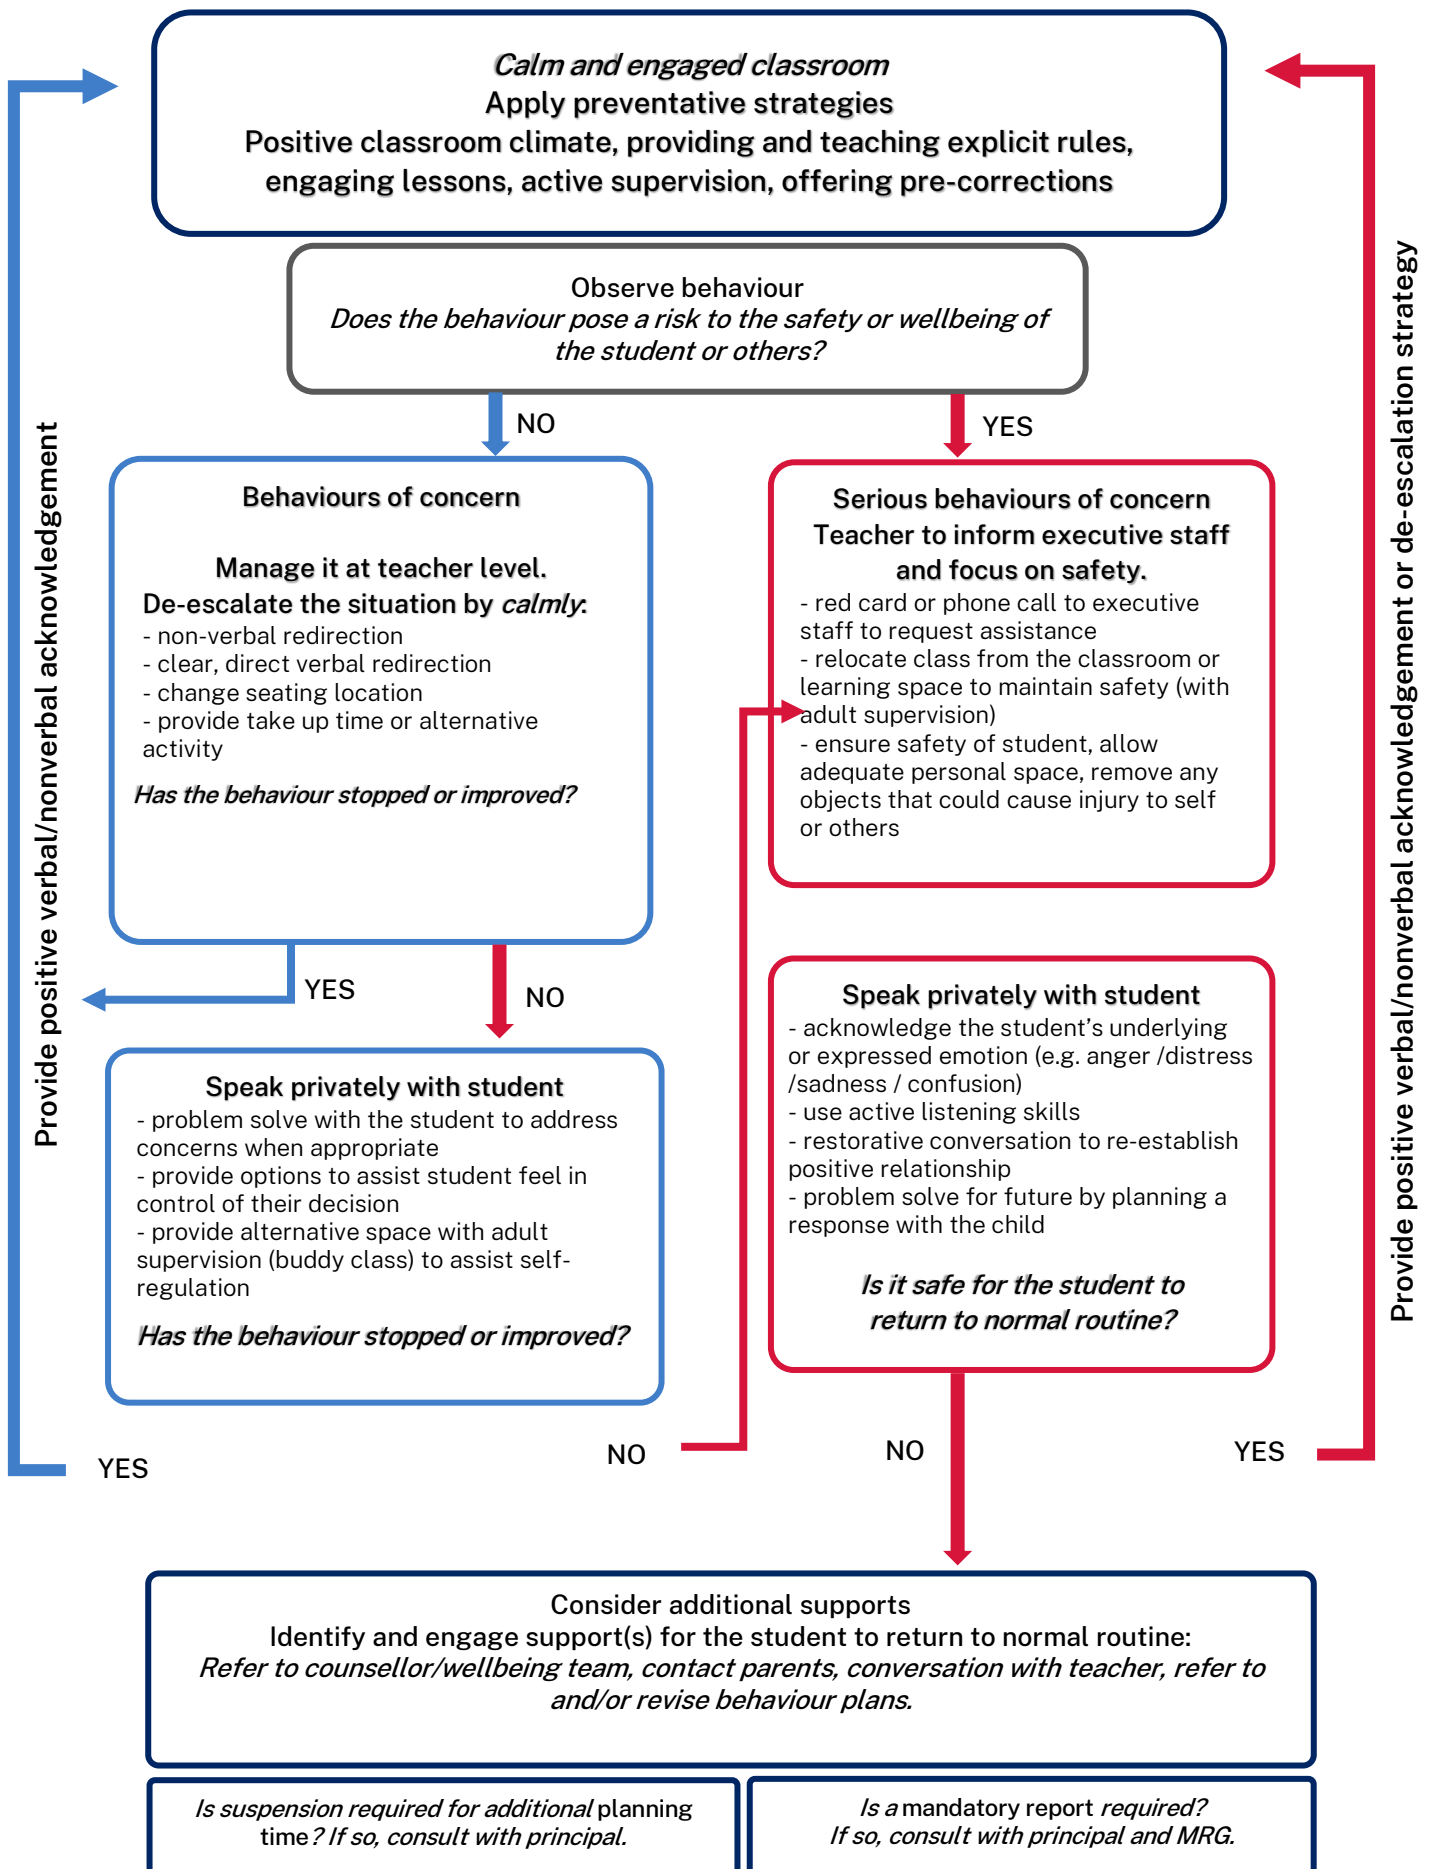 Calm and engaged classroom
Apply preventative strategies
Positive classroom climate, providing and teaching explicit rules,
engaging lessons, active supervision, offering pre-corrections
Observe behaviour
Does the behaviour pose a risk to the safety or wellbeing of
the student or others?
NO
YES
Behaviours of concern
Manage it at teacher level.
De-escalate the situation by calmly:
- non-verbal redirection
- clear, direct verbal redirection
- change seating location
- provide take up time or alternative
activity
Has the behaviour stopped or improved?
Serious behaviours of concern
Teacher to inform executive staff
and focus on safety.
- red card or phone call to executive
staff to request assistance
- relocate class from the classroom or
learning space to maintain safety (with
adult supervision)
- ensure safety of student, allow
adequate personal space, remove any
objects that could cause injury to self
or others
YES
NO
Speak privately with student
- problem solve with the student to address
concerns when appropriate
- provide options to assist student feel in
control of their decision
- provide alternative space with adult
supervision (buddy class) to assist self-
regulation
Has the behaviour stopped or improved?
Speak privately with student
- acknowledge the student’s underlying
or expressed emotion (e.g. anger /distress
/sadness / confusion)
- use active listening skills
- restorative conversation to re-establish
positive relationship
- problem solve for future by planning a
response with the child
Is it safe for the student to
return to normal routine?
YES
NO
NO
YES
Provide positive verbal/nonverbal acknowledgement
Provide positive verbal/nonverbal acknowledgement or de-escalation strategy
Consider additional supports
Identify and engage support(s) for the student to return to normal routine:
Refer to counsellor/wellbeing team, contact parents, conversation with teacher, refer to
and/or revise behaviour plans.
Is suspension required for additional planning
time? If so, consult with principal.
Is a mandatory report required?
If so, consult with principal and MRG.